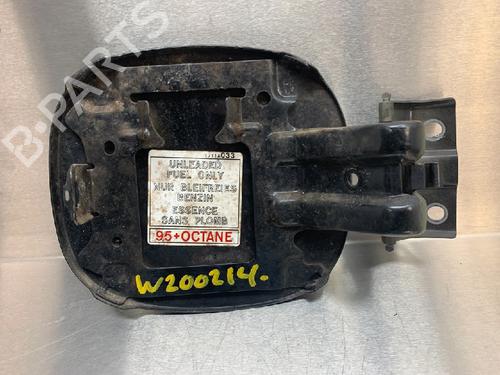 B-PARTS
UNLEADED
FUEL ONLY
NUR BLEIFREIES
BENZIN
ESSENCE
SANS PLOMB
95+OCTANE
W200214.